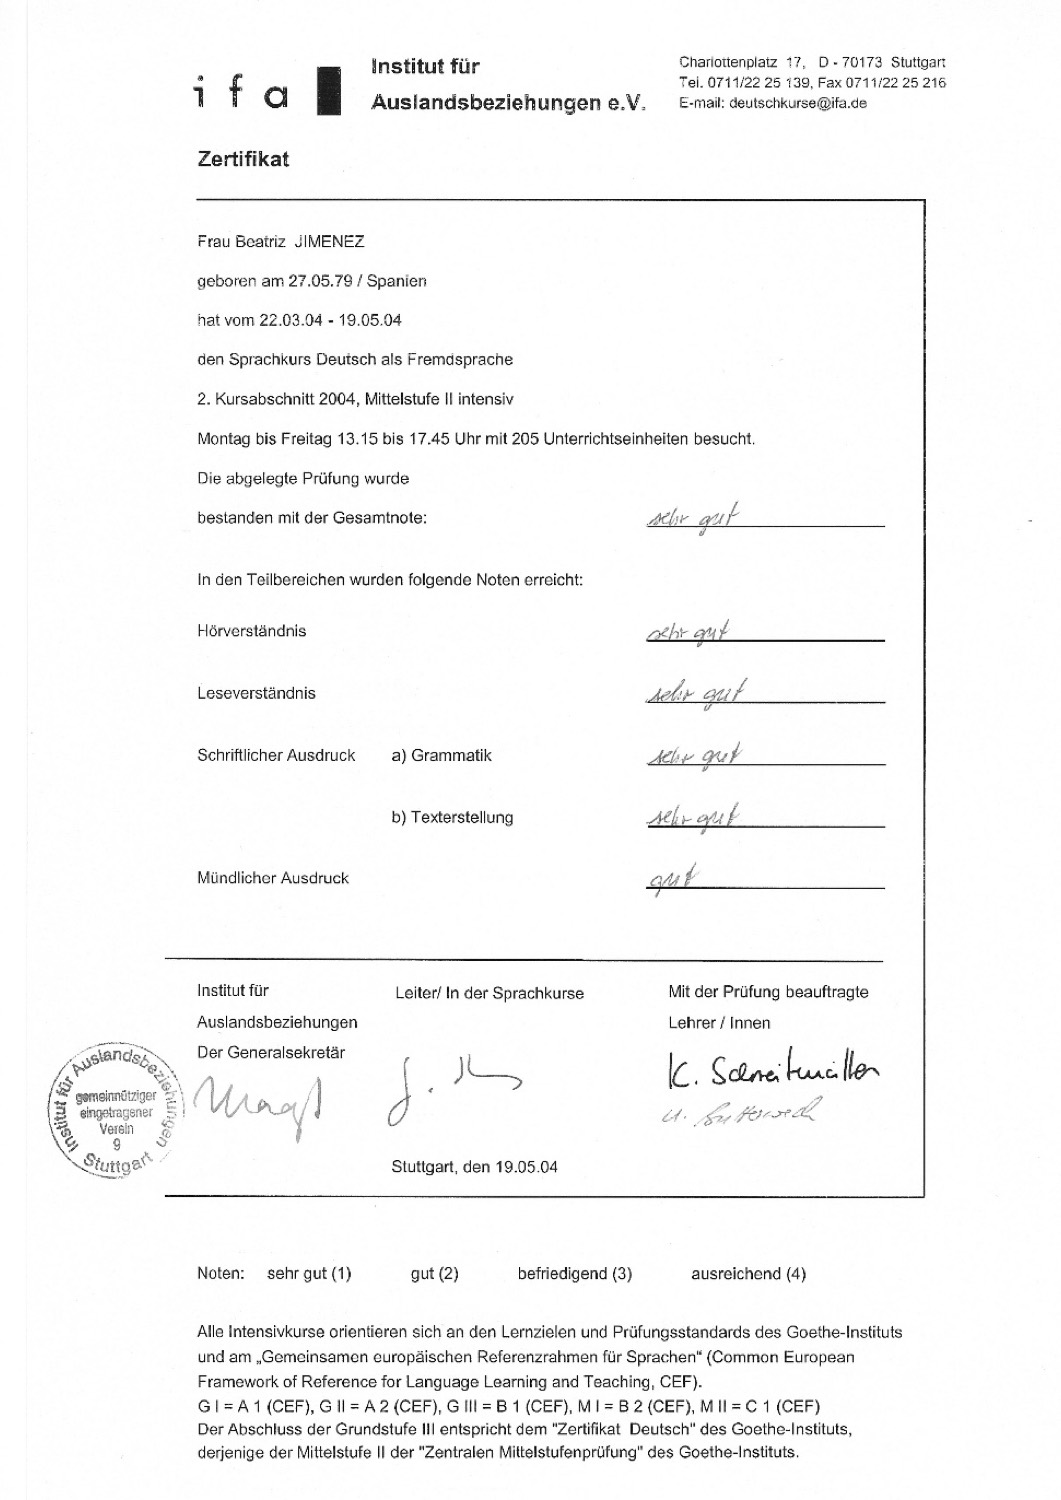 ifa
Institut für
Auslandsbeziehungen e.V.
Charlottenplatz 17, D - 70173 Stuttgart
Tel. 0711/22 25 139, Fax 0711/22 25 216
E-mail: deutschkurse@ifa.de
Zertifikat
Frau Beatriz JIMENEZ
geboren am 27.05.79 / Spanien
hat vom 22.03.04 - 19.05.04
den Sprachkurs Deutsch als Fremdsprache
2. Kursabschnitt 2004, Mittelstufe II intensiv
Montag bis Freitag 13.15 bis 17.45 Uhr mit 205 Unterrichtseinheiten besucht.
Die abgelegte Prüfung wurde
bestanden mit der Gesamtnote: sehr gut
In den Teilbereichen wurden folgende Noten erreicht:
Hörverständnis sehr gut
Leseverständnis sehr gut
Schriftlicher Ausdruck a) Grammatik sehr gut
b) Texterstellung sehr gut
Mündlicher Ausdruck gut
Institut für
Auslandsbeziehungen
Der Generalsekretär
Leiter/ In der Sprachkurse
Mit der Prüfung beauftragte
Lehrer / Innen
K.
Institut für Auslandsbeziehungen
Stuttgart
gemeinnütziger
eingetragener
Verein
9
Stuttgart, den 19.05.04
Noten: sehr gut (1) gut (2) befriedigend (3) ausreichend (4)
Alle Intensivkurse orientieren sich an den Lernzielen und Prüfungsstandards des Goethe-Instituts
und am „Gemeinsamen europäischen Referenzrahmen für Sprachen“ (Common European
Framework of Reference for Language Learning and Teaching, CEF).
G I = A 1 (CEF), G II = A 2 (CEF), G III = B 1 (CEF), M I = B 2 (CEF), M II = C 1 (CEF)
Der Abschluss der Grundstufe III entspricht dem "Zertifikat Deutsch" des Goethe-Instituts,
derjenige der Mittelstufe II der "Zentralen Mittelstufenprüfung" des Goethe-Instituts.